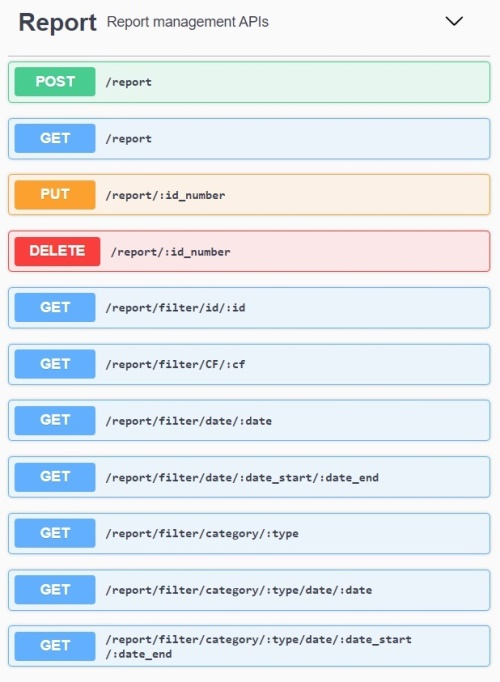 Report Report management APIs
POST /report
GET /report
PUT /report/:id_number
DELETE /report/:id_number
GET /report/filter/id/:id
GET /report/filter/CF/:cf
GET /report/filter/date/:date
GET /report/filter/date/:date_start/:date_end
GET /report/filter/category/:type
GET /report/filter/category/:type/date/:date
GET /report/filter/category/:type/date/:date_start
/:date_end